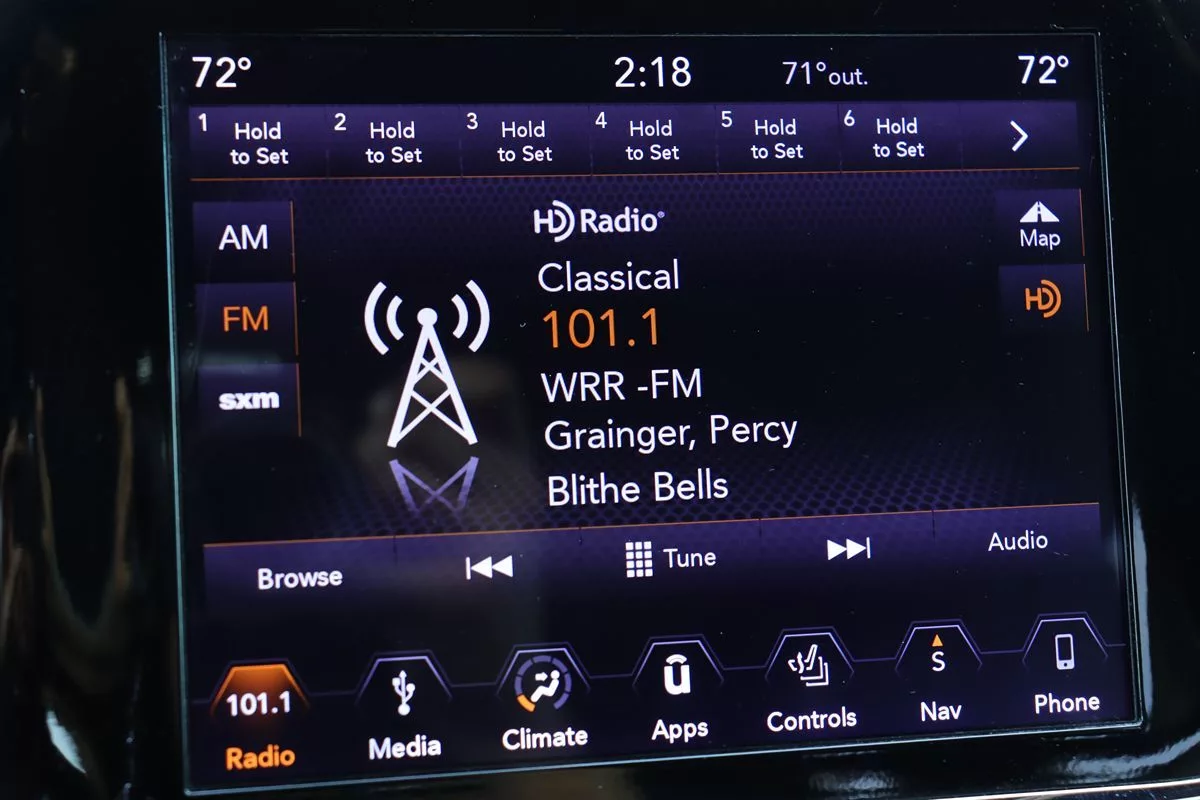 72° 2:18 71°out. 72°
1 Hold to Set
2 Hold to Set
3 Hold to Set
4 Hold to Set
5 Hold to Set
6 Hold to Set
AM
FM
sxm
HD Radio®
Classical
101.1
WRR -FM
Grainger, Percy
Blithe Bells
Map
HD
Browse
Tune
Audio
101.1
Radio
Media
Climate
u
Apps
Controls
S
Nav
Phone